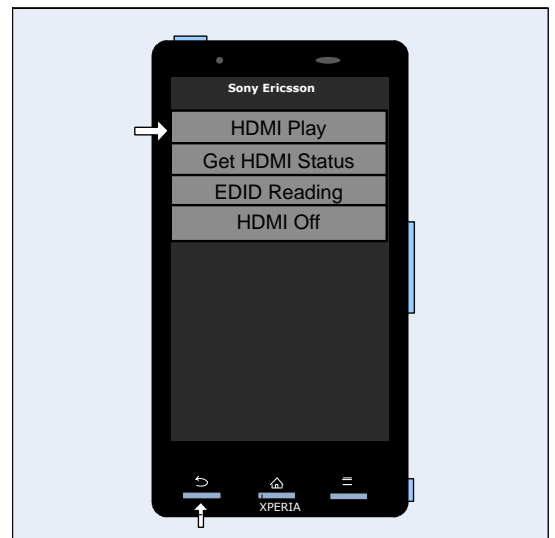 Sony Ericsson
HDMI Play
Get HDMI Status
EDID Reading
HDMI Off
XPERIA